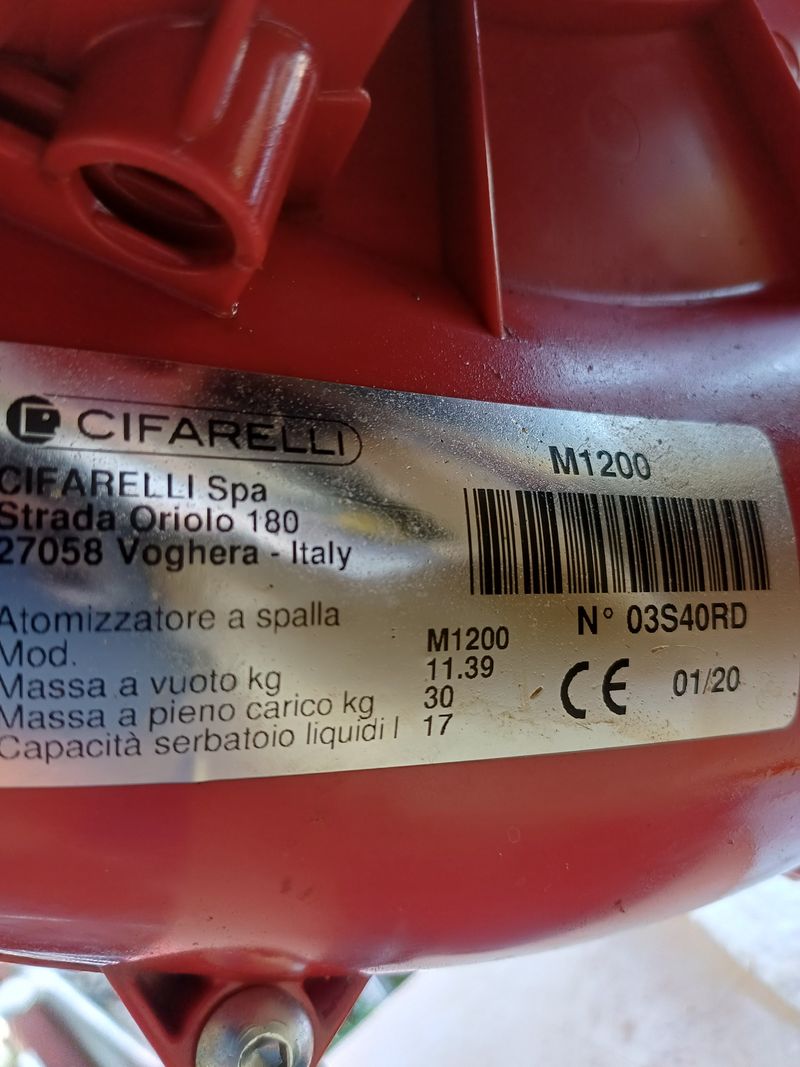 CIFARELLI
CIFARELLI Spa
Strada Oriolo 180
27058 Voghera - Italy
M1200
N° 03S40RD
CE 01/20
Atomizzatore a spalla
Mod. M1200
Massa a vuoto kg 11.39
Massa a pieno carico kg 30
Capacità serbatoio liquidi l 17